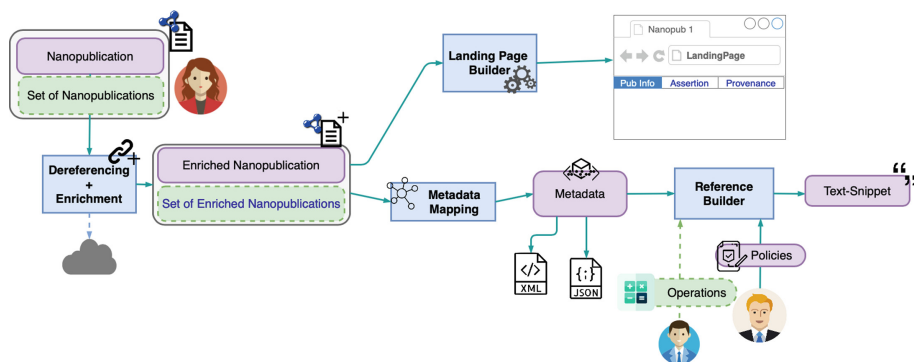 Nanopublication
Set of Nanopublications
Dereferencing
+
Enrichment
+
+
Enriched Nanopublication
Set of Enriched Nanopublications
Landing Page
Builder
Nanopub 1
LandingPage
Pub Info Assertion Provenance
Metadata
Mapping
Metadata
</>
XML
{;}
JSON
Reference
Builder
Text-Snippet
"
Policies
Operations